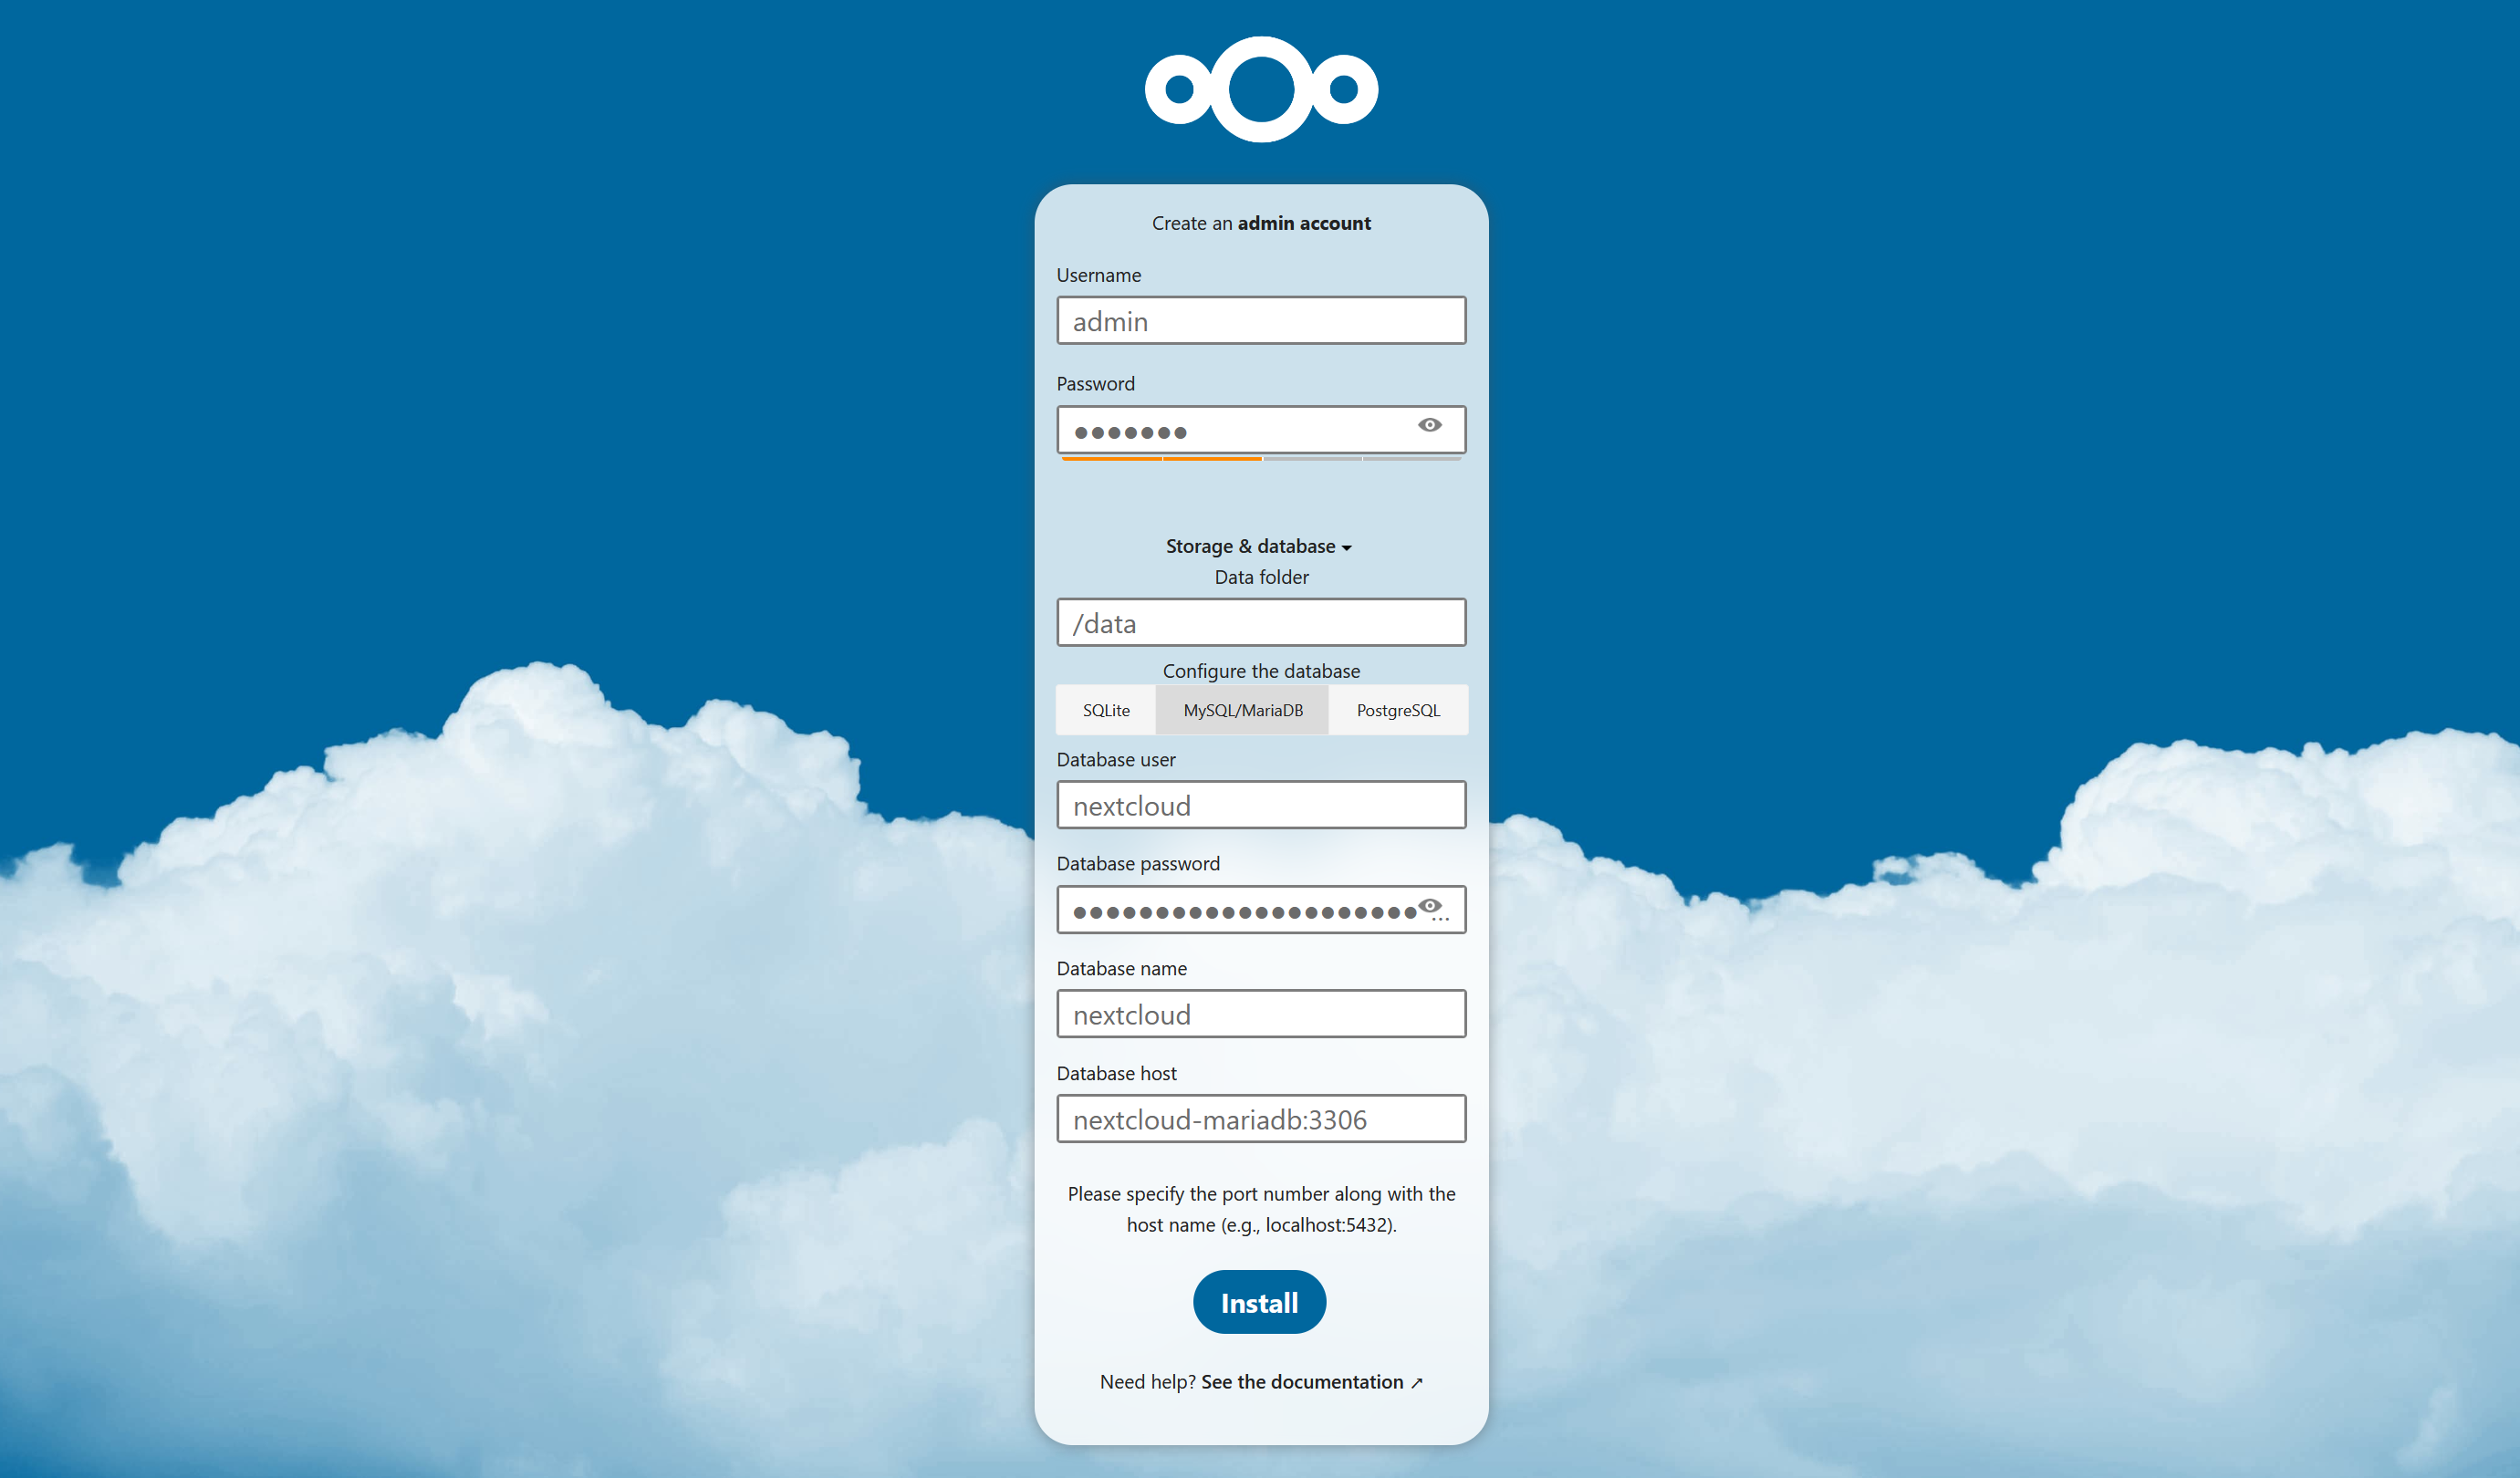 Create an admin account
Username
admin
Password
●●●●●●●
Storage & database
Data folder
/data
Configure the database
SQLite MySQL/MariaDB PostgreSQL
Database user
nextcloud
Database password
●●●●●●●●●●●●●●●●●●●●●...
Database name
nextcloud
Database host
nextcloud-mariadb:3306
Please specify the port number along with the
host name (e.g., localhost:5432).
Install
Need help? See the documentation ↗